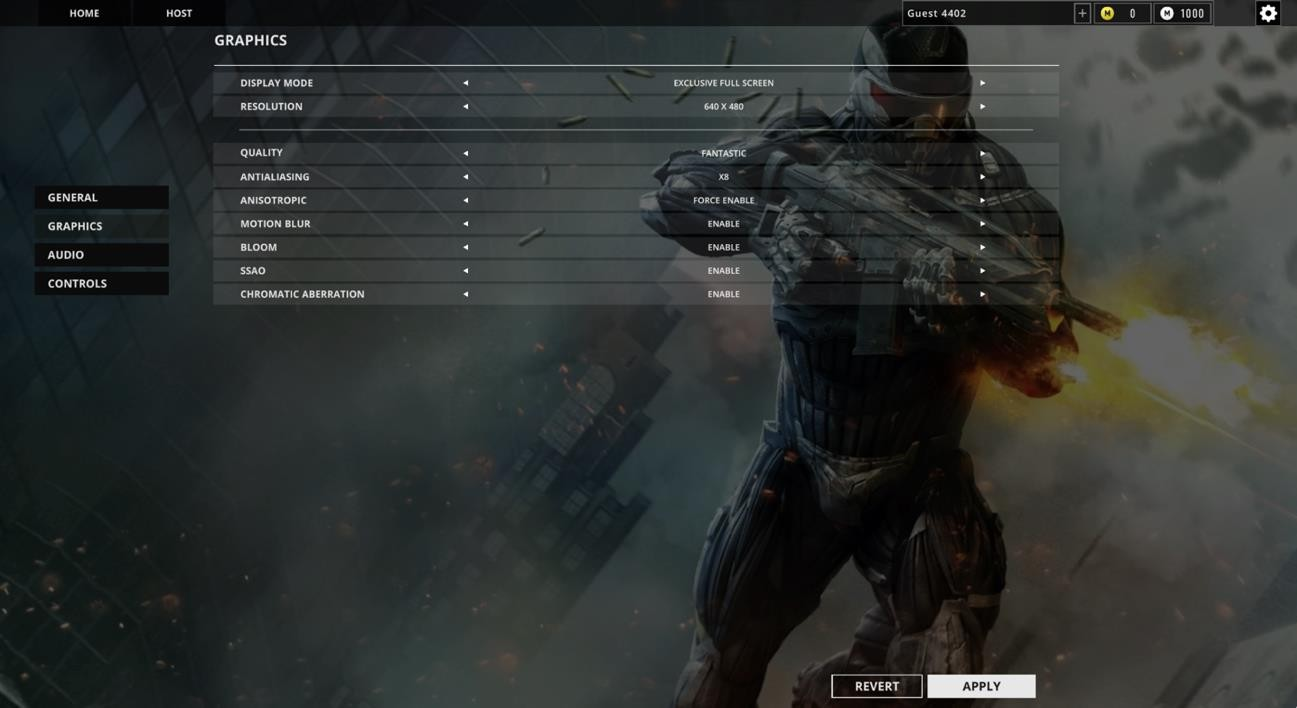 HOME HOST Guest 4402 + M 0 M 1000
GRAPHICS
DISPLAY MODE EXCLUSIVE FULL SCREEN
RESOLUTION 640 X 480
QUALITY FANTASTIC
ANTIALIASING X8
ANISOTROPIC FORCE ENABLE
MOTION BLUR ENABLE
BLOOM ENABLE
SSAO ENABLE
CHROMATIC ABERRATION ENABLE
GENERAL
GRAPHICS
AUDIO
CONTROLS
REVERT APPLY